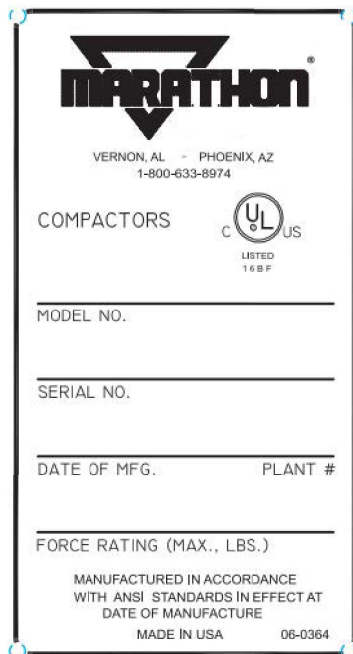 MARATHON®
VERNON, AL - PHOENIX, AZ
1-800-633-8974
COMPACTORS
C UL US
LISTED
16BF
MODEL NO.
SERIAL NO.
DATE OF MFG. PLANT #
FORCE RATING (MAX., LBS.)
MANUFACTURED IN ACCORDANCE
WITH ANSI STANDARDS IN EFFECT AT
DATE OF MANUFACTURE
MADE IN USA 06-0364